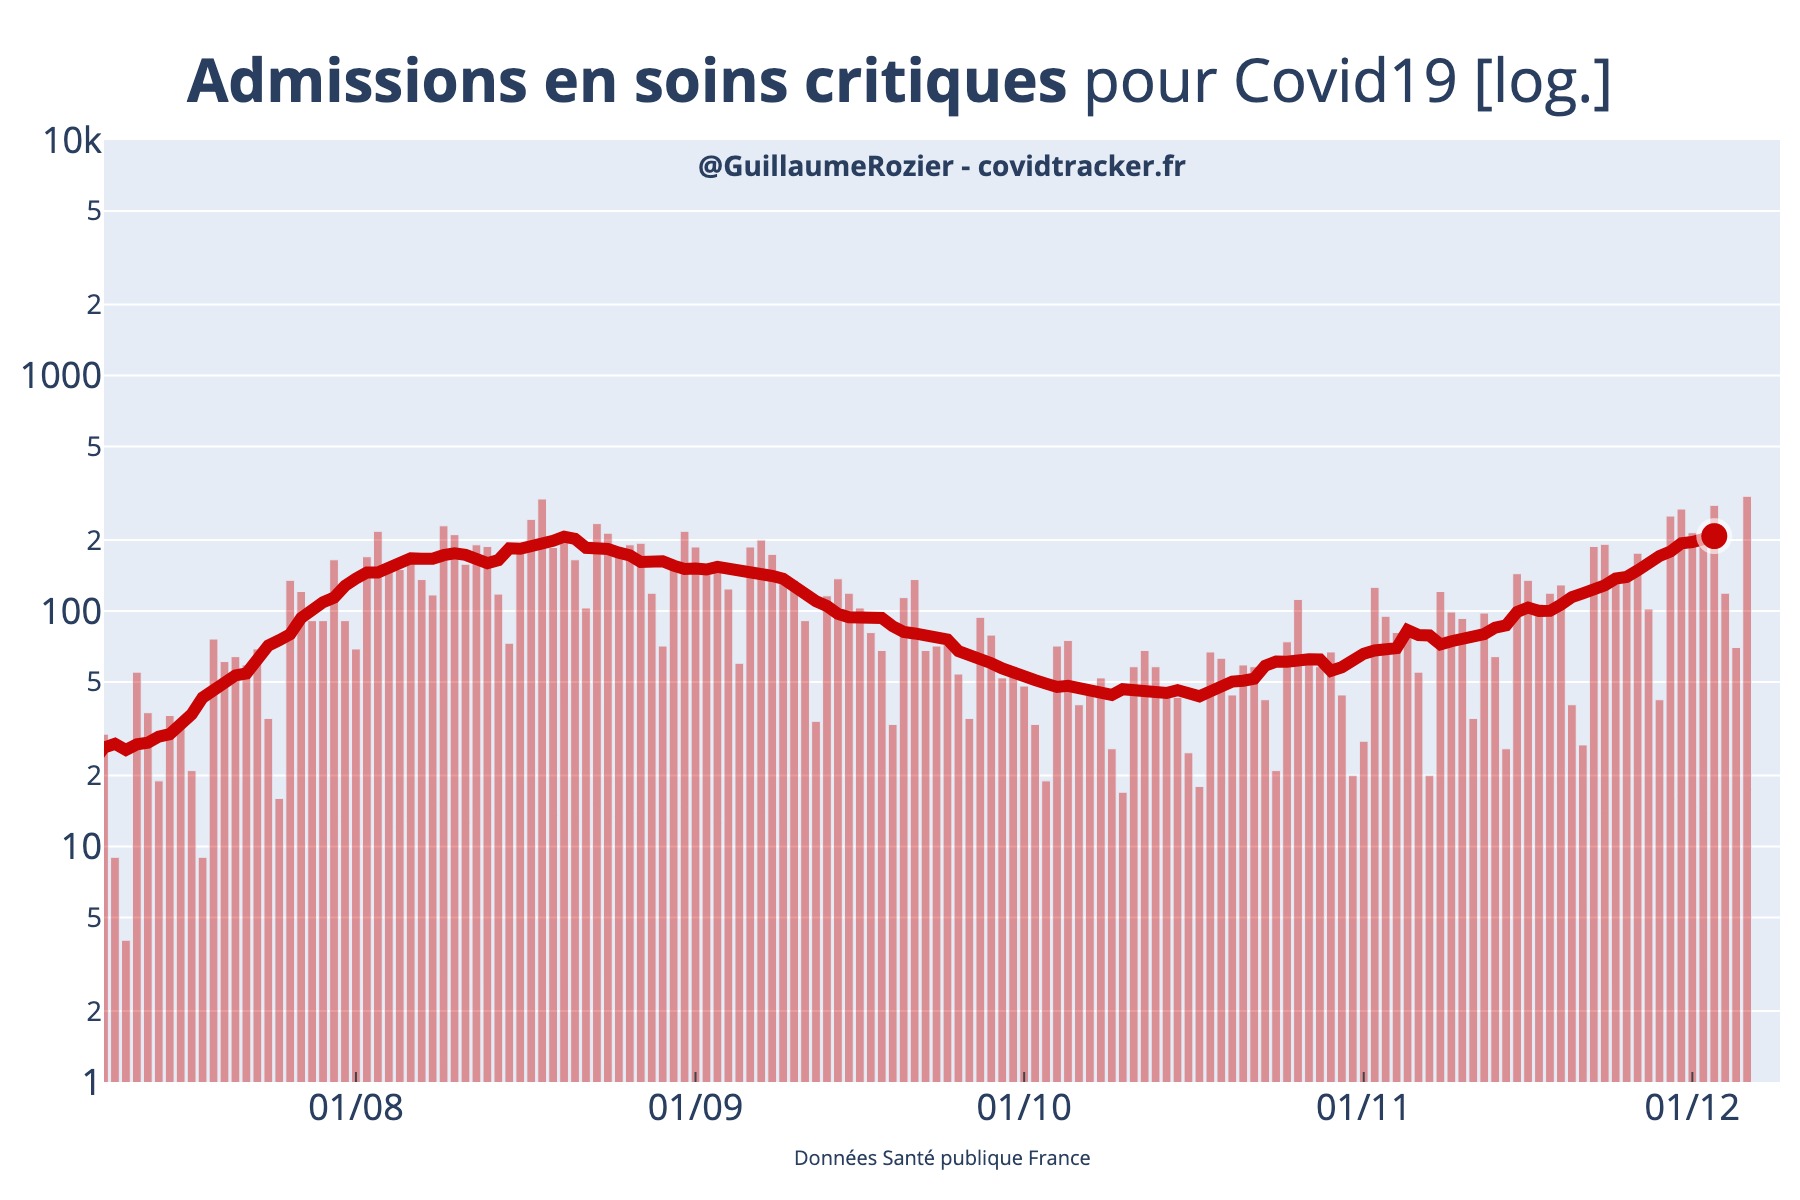 Admissions en soins critiques pour Covid19 [log.]
@GuillaumeRozier - covidtracker.fr
10k
5
2
1000
5
2
100
5
2
10
5
2
1
01/08 01/09 01/10 01/11 01/12
Données Santé publique France